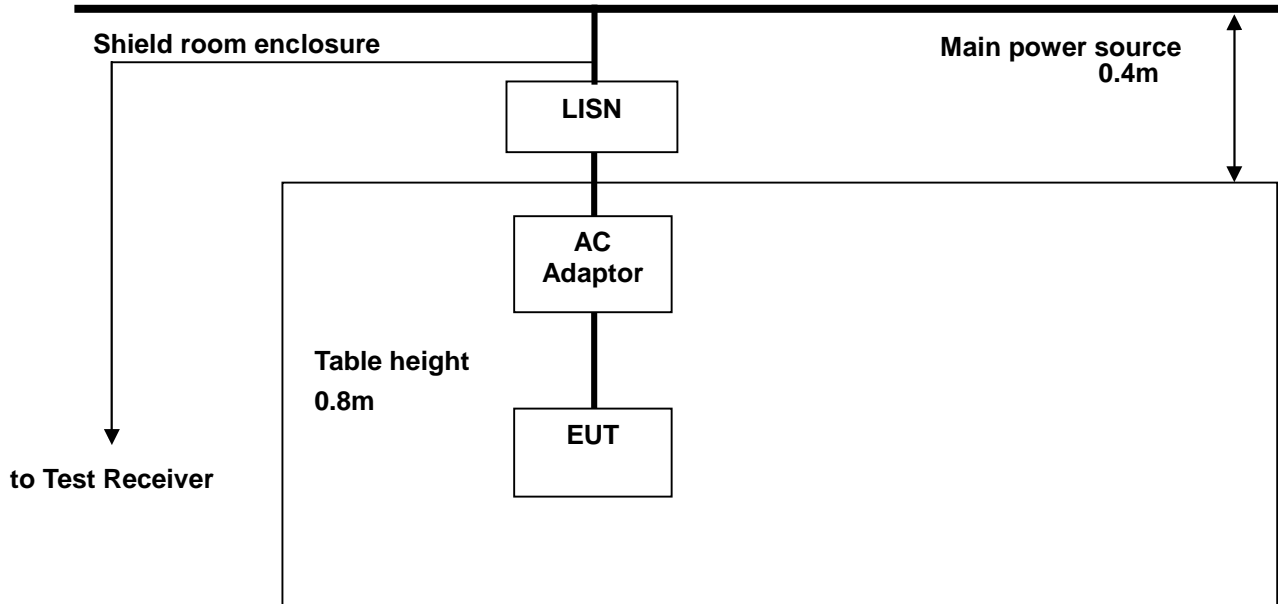 Shield room enclosure
Main power source
0.4m
LISN
AC
Adaptor
Table height
0.8m
EUT
to Test Receiver